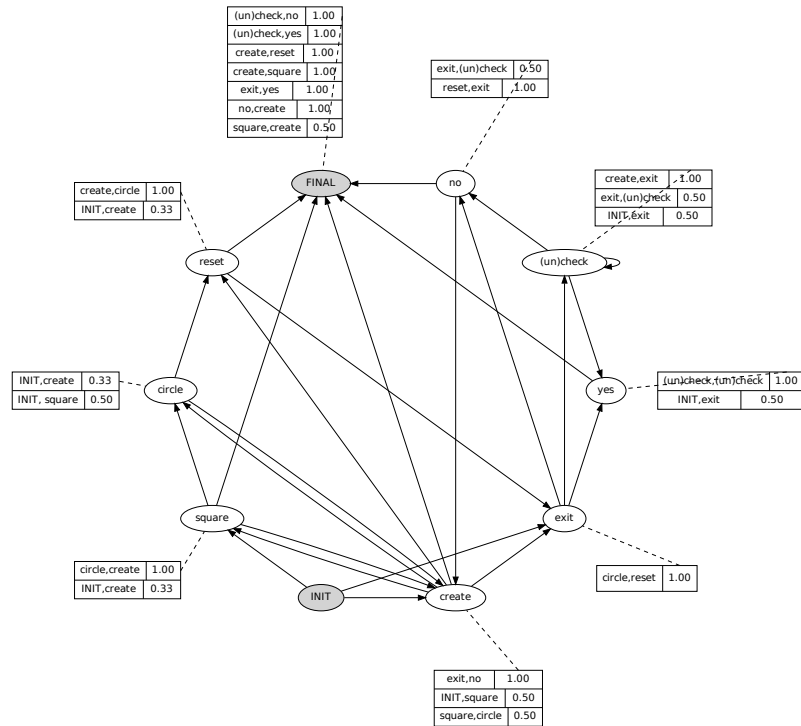 (un)check,no 1.00
(un)check,yes 1.00
create,reset 1.00
create,square 1.00
exit,yes 1.00
no,create 1.00
square,create 0.50
exit,(un)check 0.50
reset,exit 1.00
create,exit 1.00
exit,(un)check 0.50
INIT,exit 0.50
create,circle 1.00
INIT,create 0.33
FINAL
no
reset
(un)check
INIT,create 0.33
INIT, square 0.50
circle
yes
(un)check,(un)check 1.00
INIT,exit 0.50
square
exit
circle,create 1.00
INIT,create 0.33
circle,reset 1.00
INIT
create
exit,no 1.00
INIT,square 0.50
square,circle 0.50